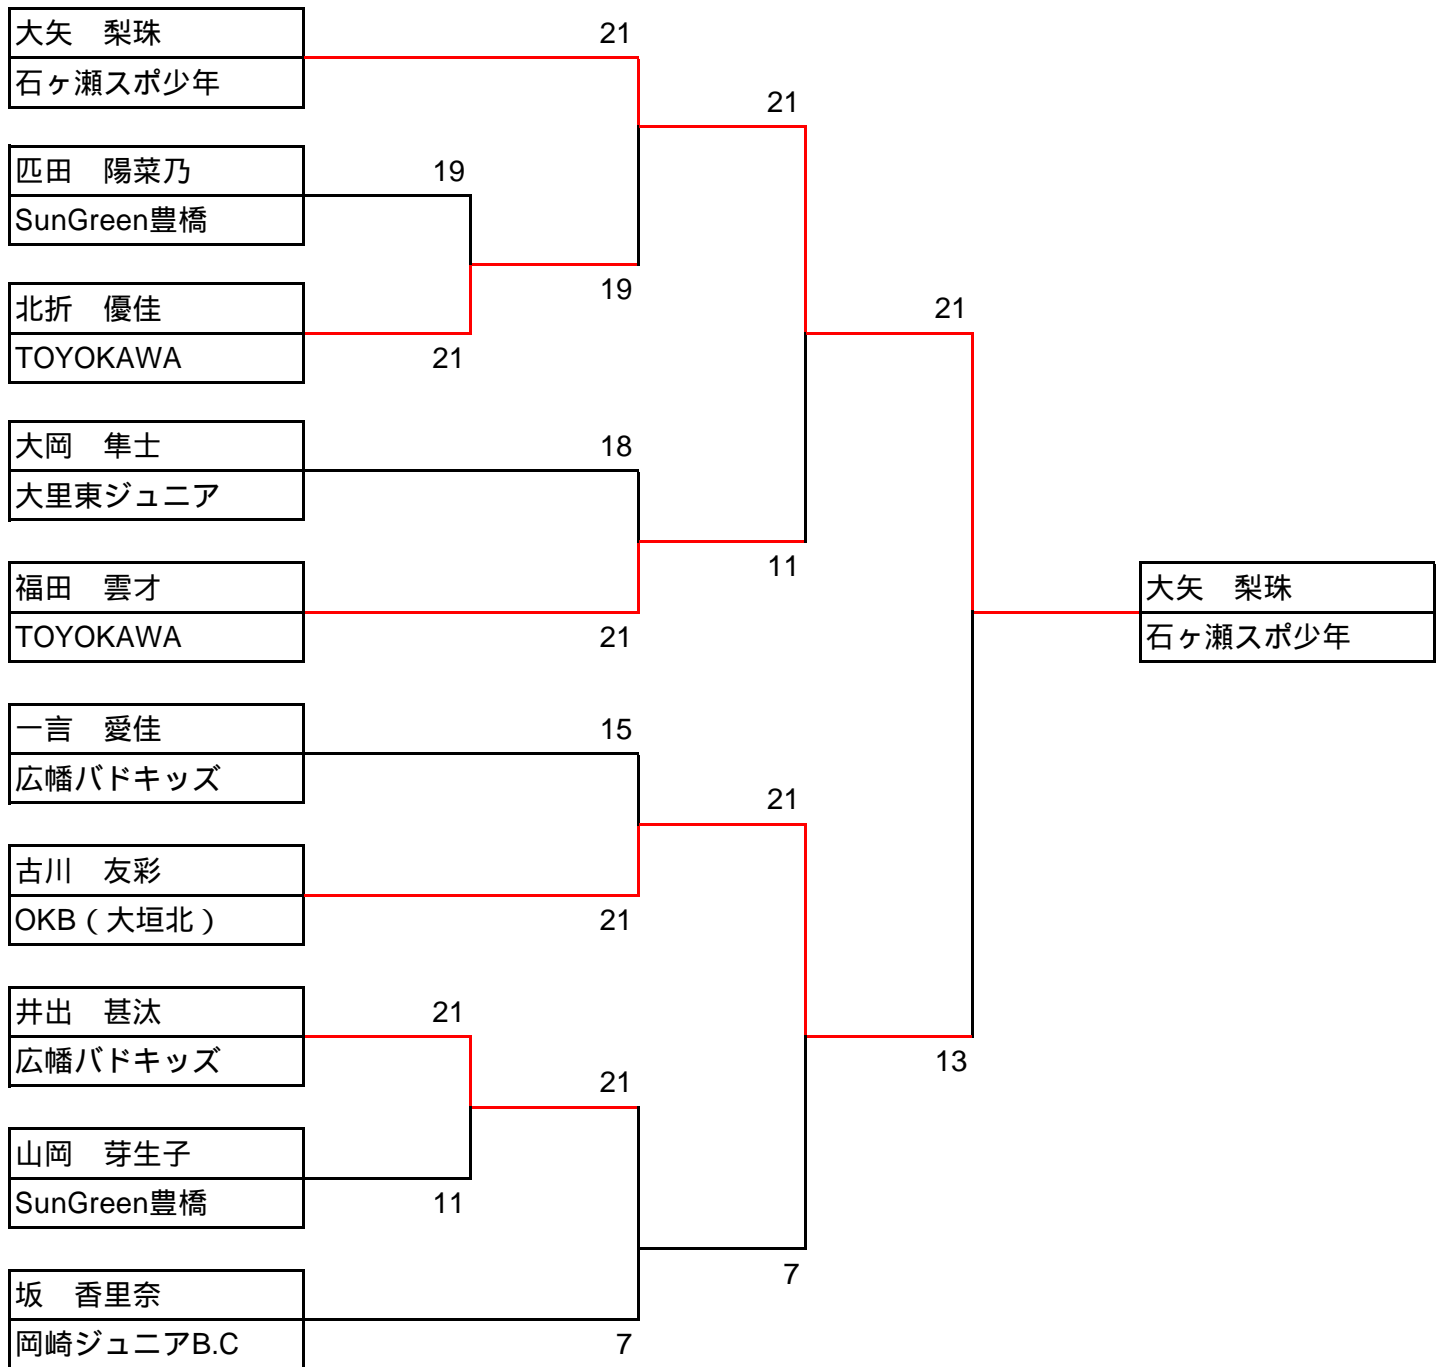 大矢　梨珠
21
石ヶ瀬スポ少年
21
匹田　陽菜乃
19
SunGreen豊橋
19
北折　優佳
21
TOYOKAWA
21
大岡　隼士
18
大里東ジュニア
11
福田　雲才
大矢　梨珠
TOYOKAWA
21
石ヶ瀬スポ少年
一言　愛佳
15
広幡バドキッズ
21
古川　友彩
OKB（大垣北）
21
井出　甚汰
21
広幡バドキッズ
13
21
山岡　芽生子
SunGreen豊橋
11
7
坂　香里奈
岡崎ジュニアB.C
7